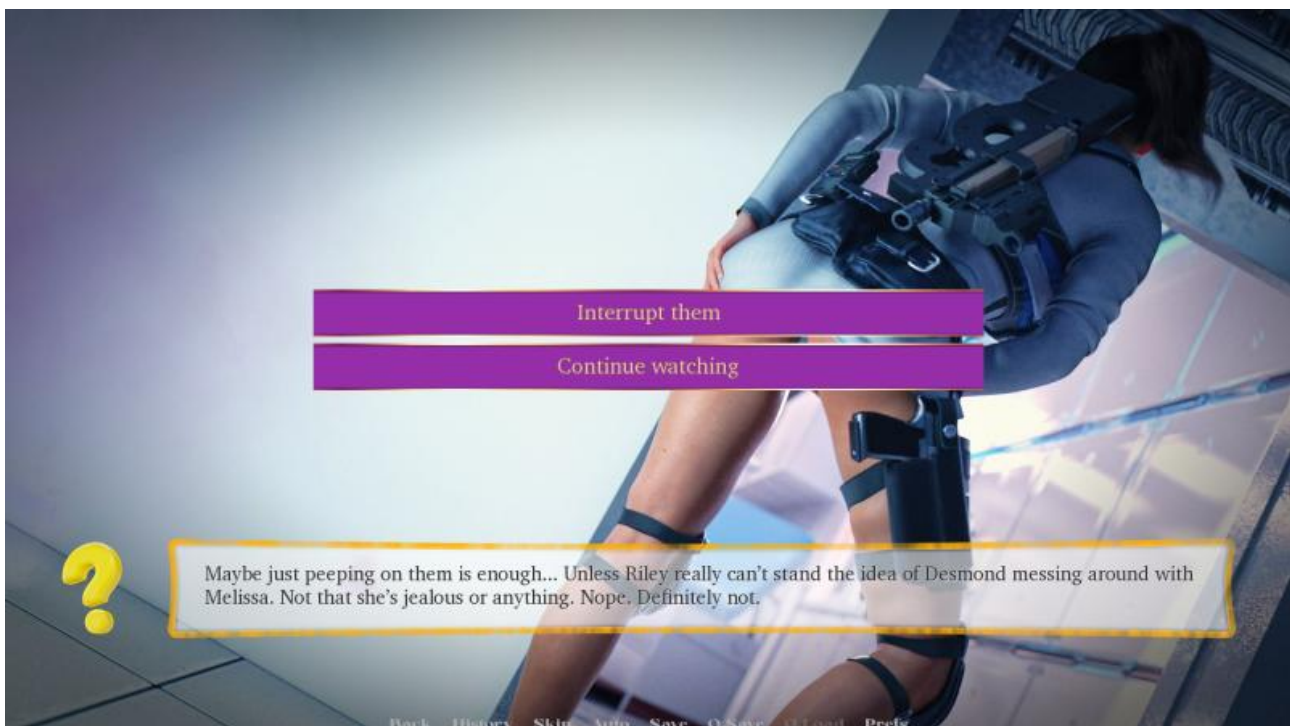 Interrupt them
Continue watching
Maybe just peeping on them is enough... Unless Riley really can't stand the idea of Desmond messing around with
Melissa. Not that she's jealous or anything. Nope. Definitely not.
Back History Skip Auto Save Q.Save Q.Load Prefs